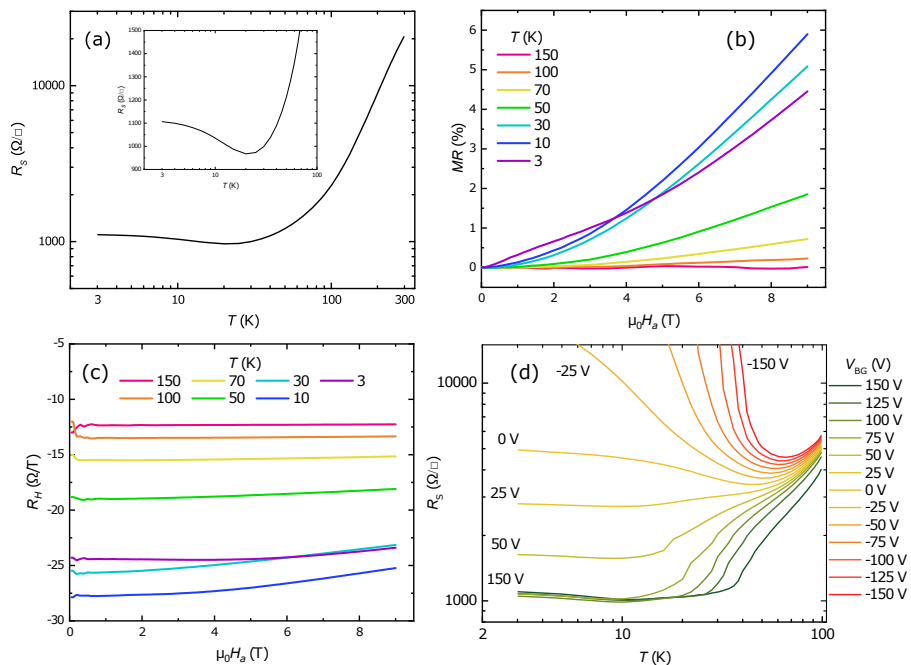 (a)
R_S (Ω/□)
10000
1000
3
10
100
300
T (K)
R_s (Ω/□)
1500
1400
1300
1200
1100
1000
900
10
100
T (K)
(b)
T (K)
150
100
70
50
30
10
3
MR (%)
6
5
4
3
2
1
0
0
2
4
6
8
μ₀H_a (T)
(c)
T (K)
150
70
30
3
100
50
10
R_H (Ω/T)
-5
-10
-15
-20
-25
-30
0
2
4
6
8
μ₀H_a (T)
(d)
-25 V
-150 V
0 V
25 V
50 V
150 V
R_S (Ω/□)
10000
1000
2
10
100
T (K)
V_BG (V)
150 V
125 V
100 V
75 V
50 V
25 V
0 V
-25 V
-50 V
-75 V
-100 V
-125 V
-150 V